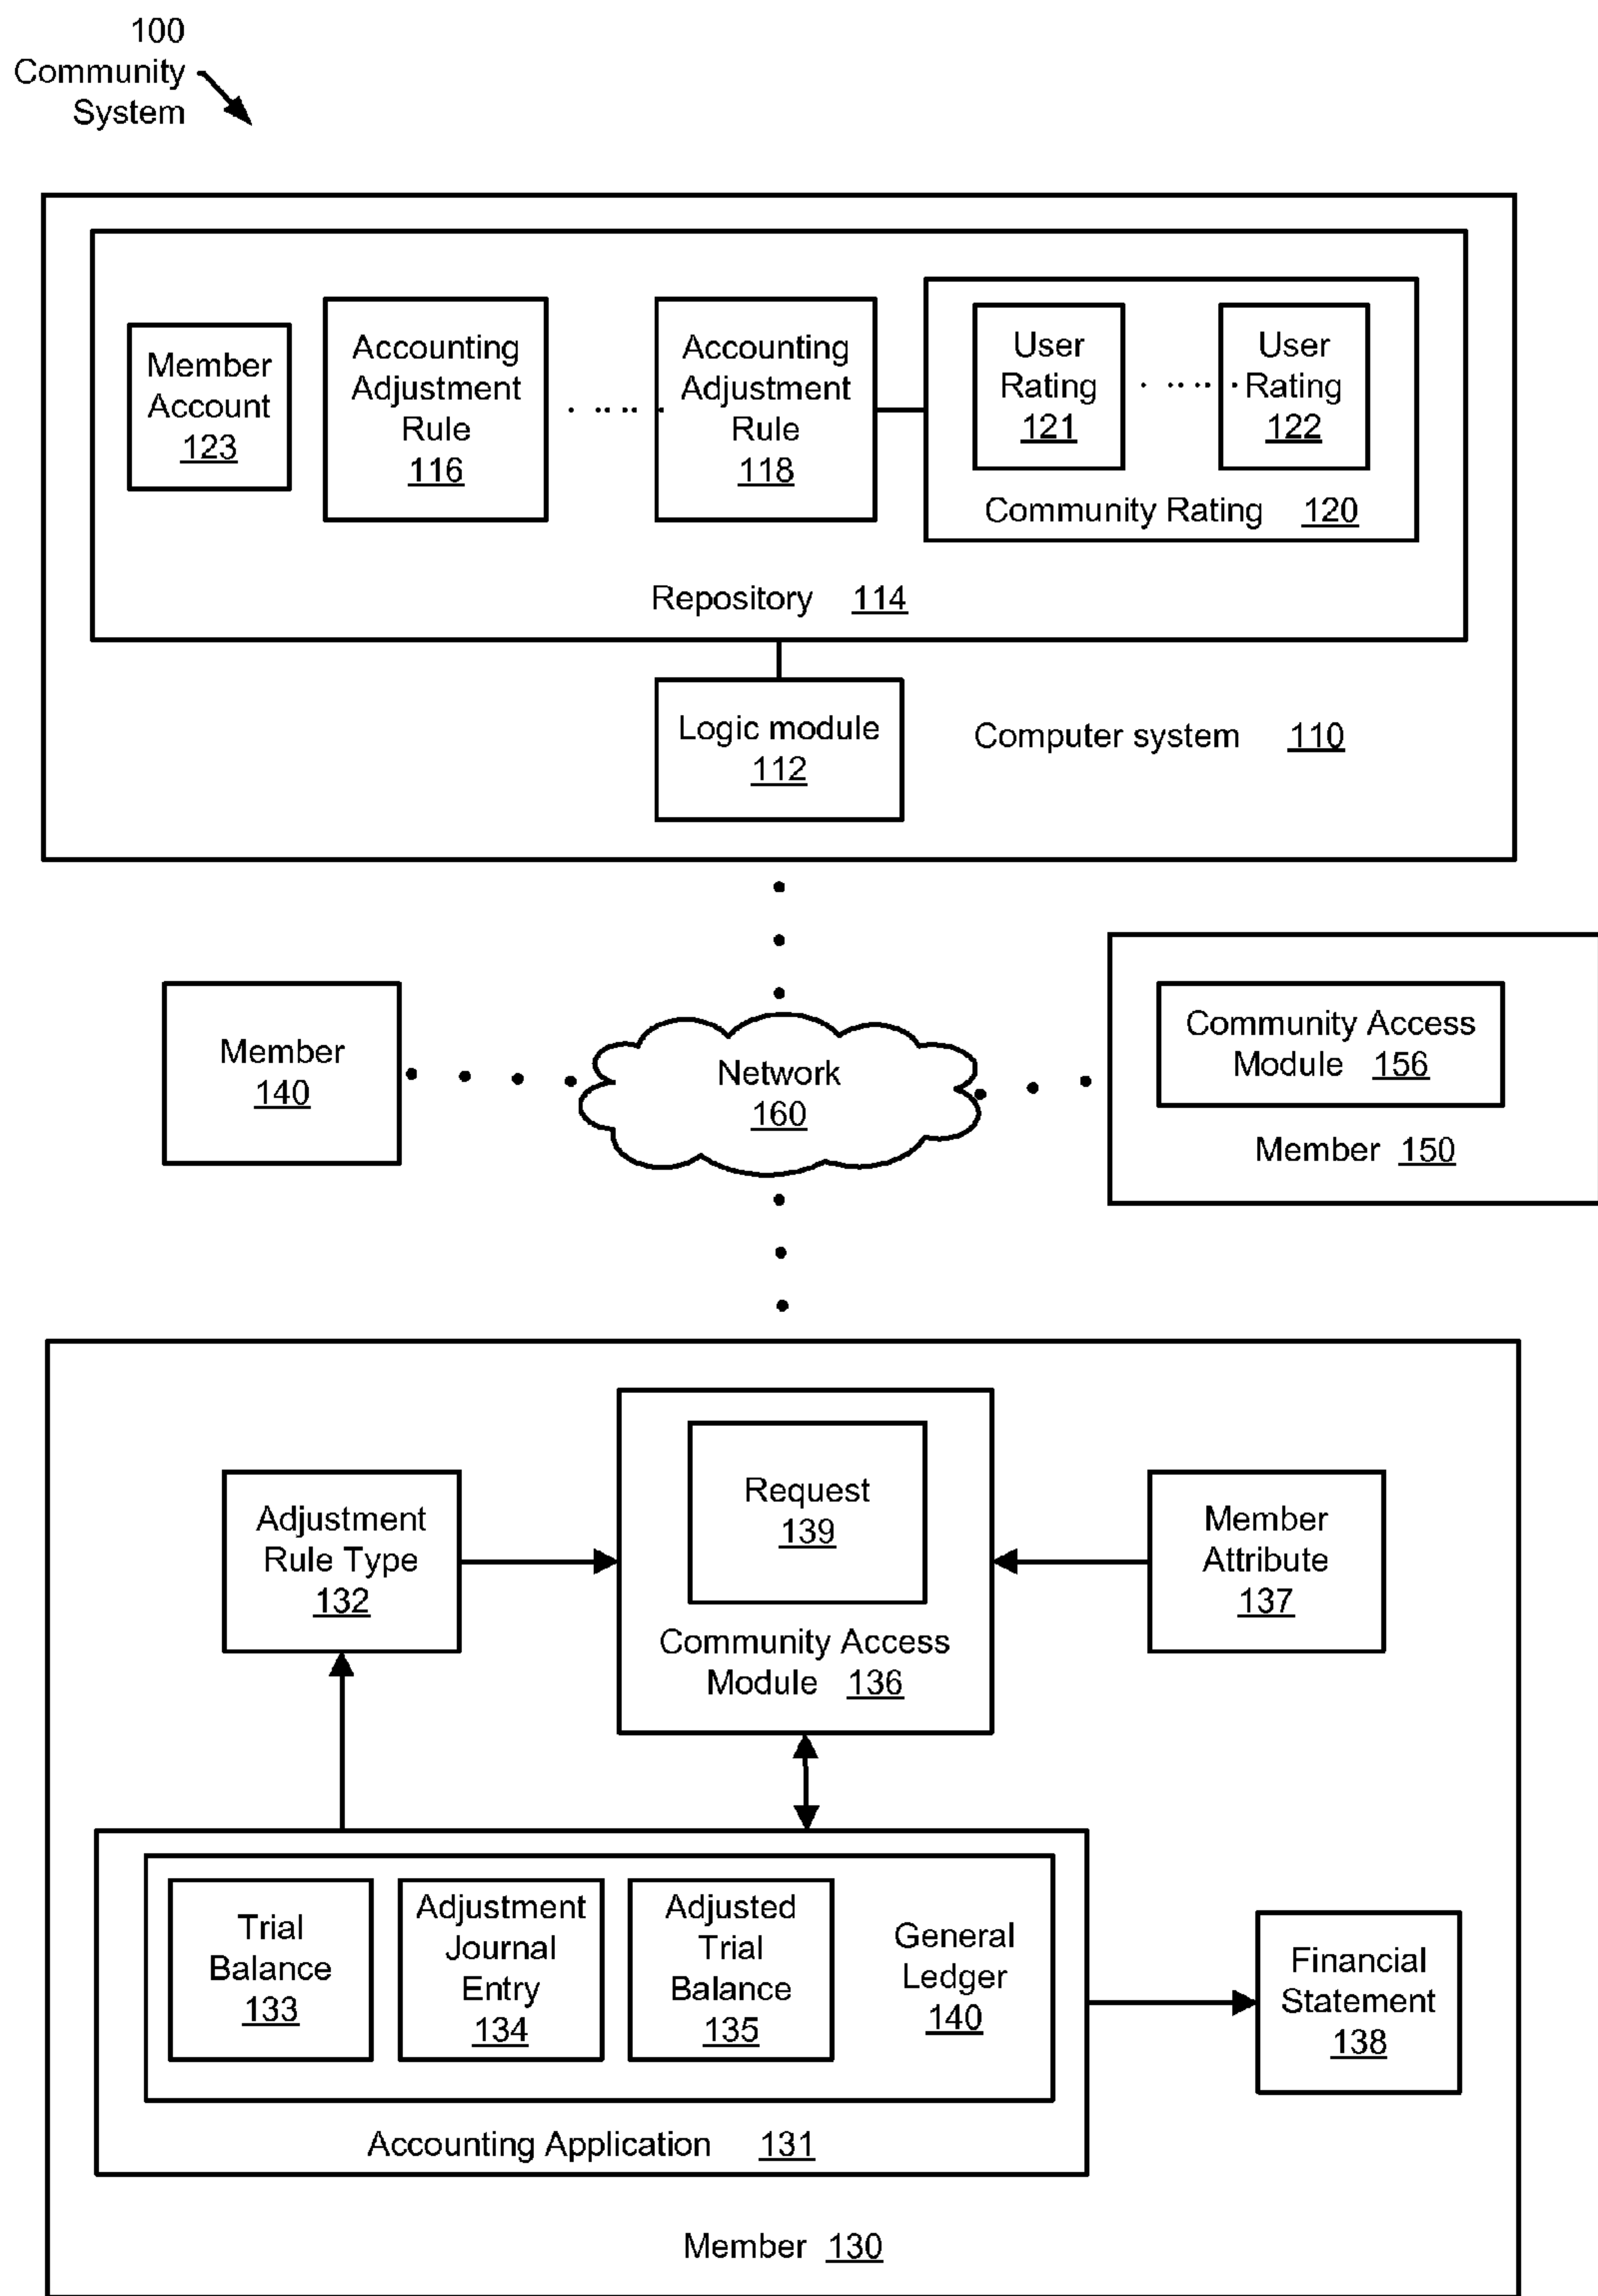 100
Community
System
Member
Account
123
Accounting
Adjustment
Rule
116
Accounting
Adjustment
Rule
118
User
Rating
121
User
Rating
122
Community Rating 120
Repository 114
Logic module
112
Computer system 110
Member
140
Network
160
Community Access
Module 156
Member 150
Adjustment
Rule Type
132
Request
139
Community Access
Module 136
Member
Attribute
137
Trial
Balance
133
Adjustment
Journal
Entry
134
Adjusted
Trial
Balance
135
General
Ledger
140
Accounting Application 131
Financial
Statement
138
Member 130